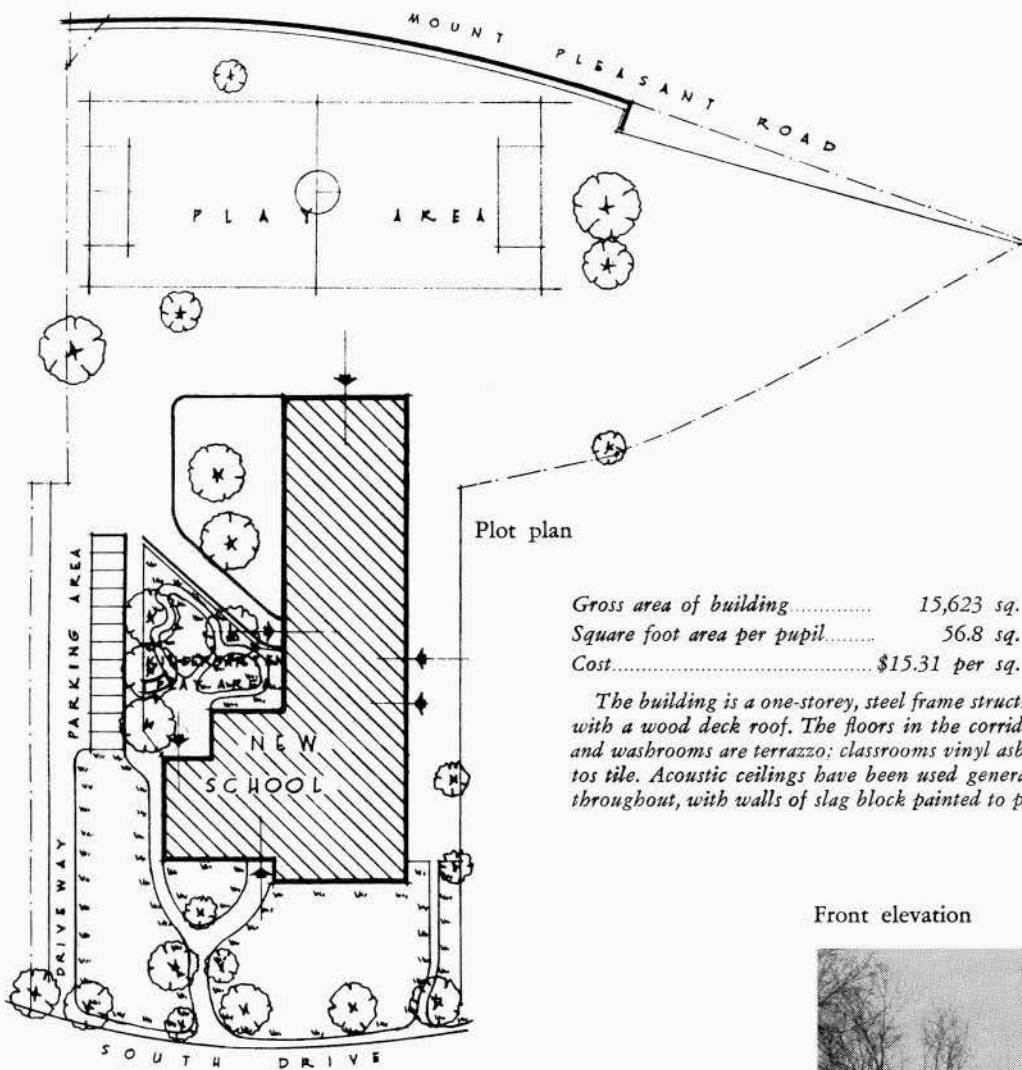 MOUNT PLEASANT ROAD
PLAY AREA
Plot plan
PARKING AREA
KINDERGARTEN
PLAY AREA
NEW
SCHOOL
DRIVEWAY
SOUTH DRIVE
Gross area of building.............. 15,623 sq.
Square foot area per pupil......... 56.8 sq.
Cost.......................................$15.31 per sq.
The building is a one-storey, steel frame struct
with a wood deck roof. The floors in the corrid
and washrooms are terrazzo; classrooms vinyl asb
tos tile. Acoustic ceilings have been used genera
throughout, with walls of slag block painted to p
Front elevation